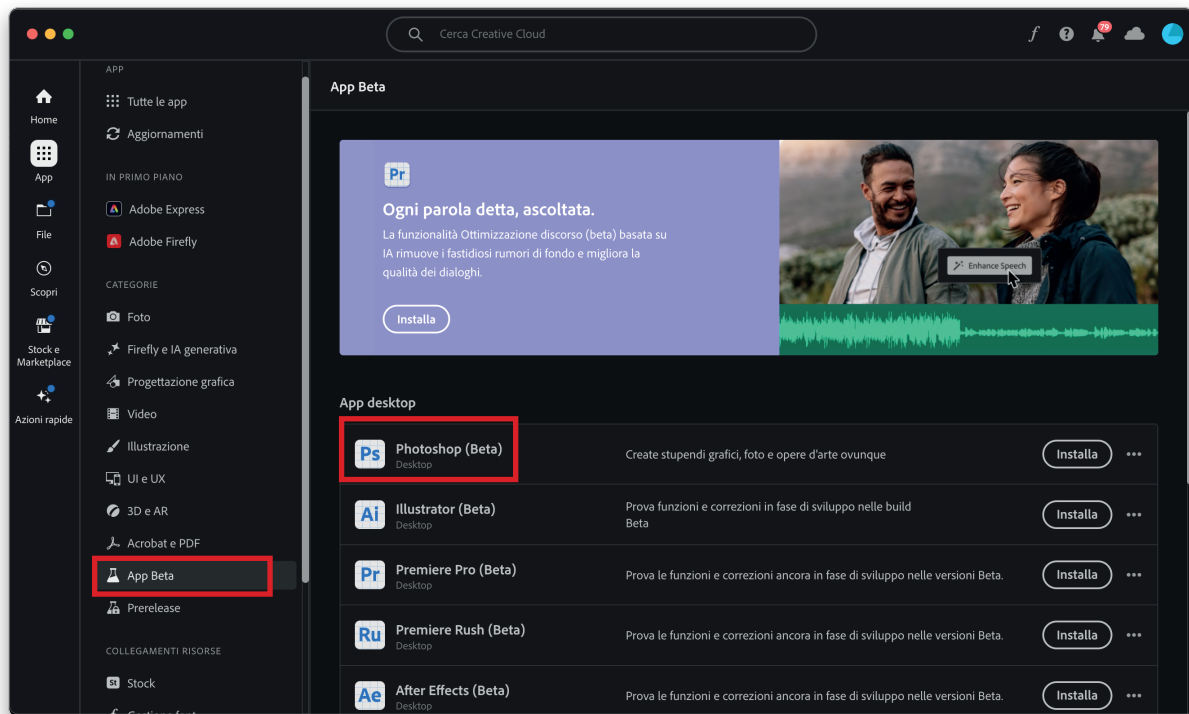 Cerca Creative Cloud
79
Home
App
File
Scopri
Stock e
Marketplace
Azioni rapide
APP
Tutte le app
Aggiornamenti
IN PRIMO PIANO
Adobe Express
Adobe Firefly
CATEGORIE
Foto
Firefly e IA generativa
Progettazione grafica
Video
Illustrazione
UI e UX
3D e AR
Acrobat e PDF
App Beta
Prerelease
COLLEGAMENTI RISORSE
St Stock
App Beta
Pr
Ogni parola detta, ascoltata.
La funzionalità Ottimizzazione discorso (beta) basata su
IA rimuove i fastidiosi rumori di fondo e migliora la
qualità dei dialoghi.
Installa
Enhance Speech
App desktop
Ps Photoshop (Beta)
Desktop
Create stupendi grafici, foto e opere d'arte ovunque
Installa
Ai Illustrator (Beta)
Desktop
Prova funzioni e correzioni in fase di sviluppo nelle build
Beta
Installa
Pr Premiere Pro (Beta)
Desktop
Prova le funzioni e correzioni ancora in fase di sviluppo nelle versioni Beta.
Installa
Ru Premiere Rush (Beta)
Desktop
Prova le funzioni e correzioni ancora in fase di sviluppo nelle versioni Beta.
Installa
Ae After Effects (Beta)
Desktop
Prova le funzioni e correzioni ancora in fase di sviluppo nelle versioni Beta.
Installa